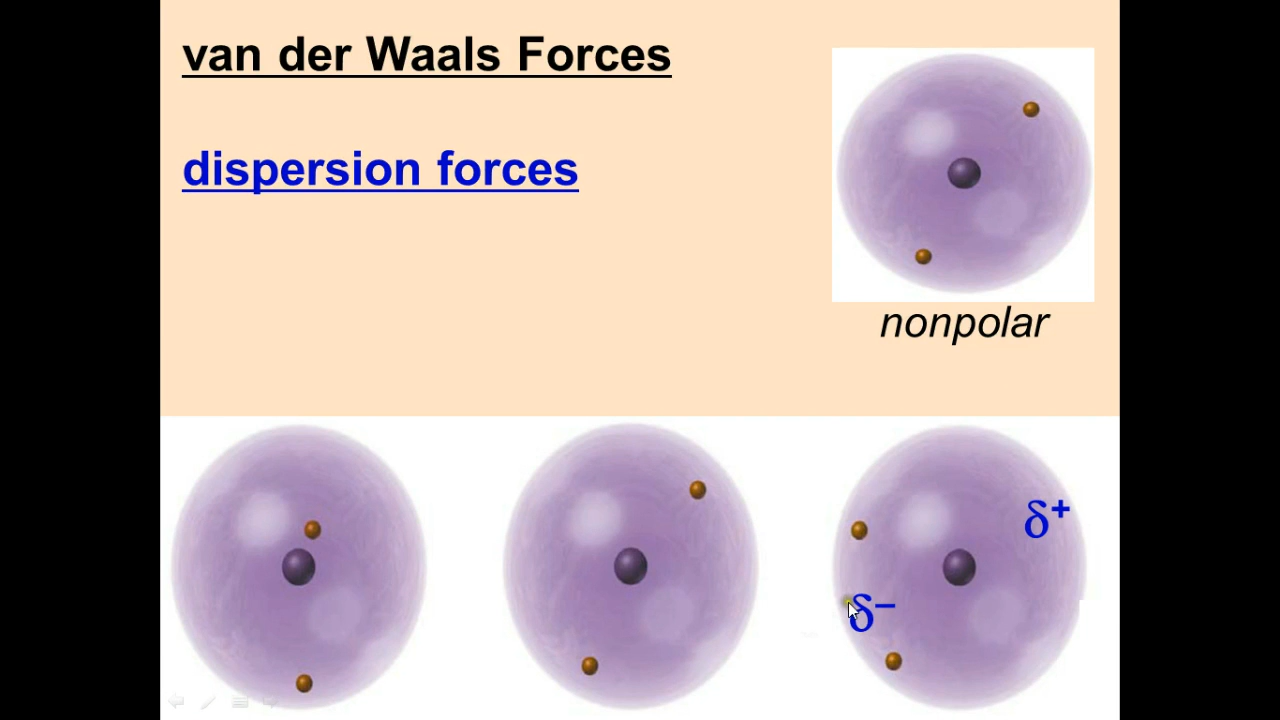 van der Waals Forces
dispersion forces
nonpolar
δ+
δ−